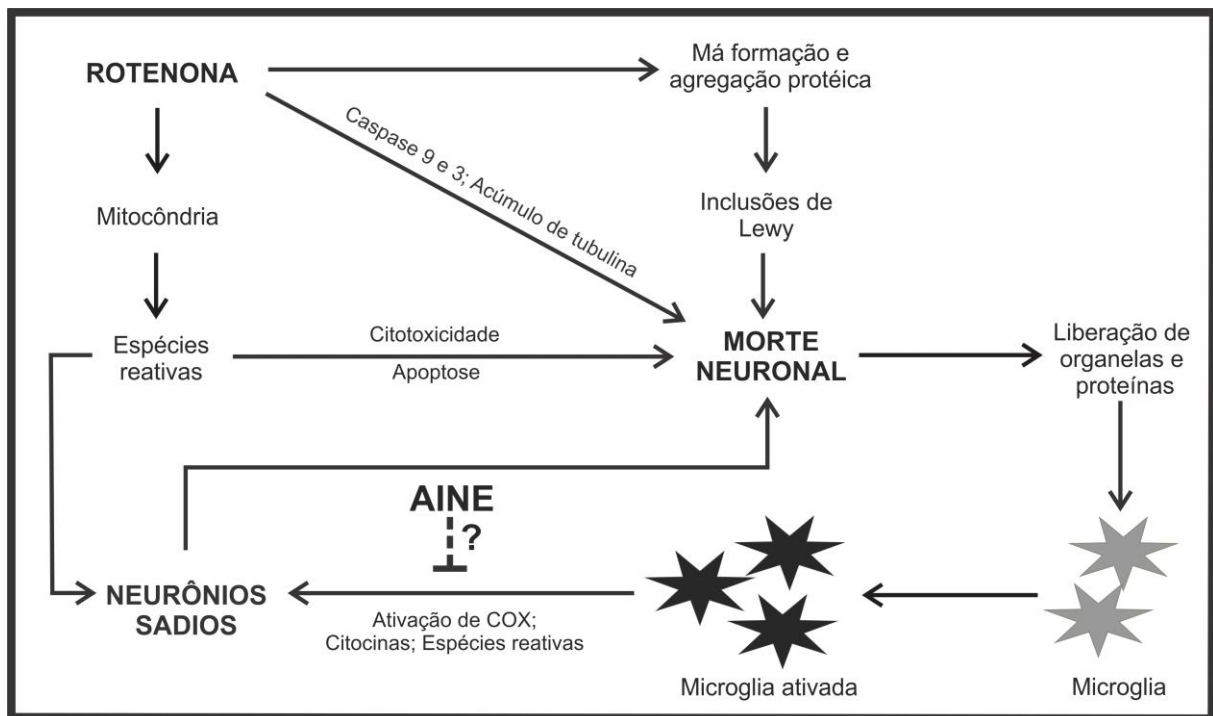 ROTENONA
Má formação e
agregação protéica
Caspase 9 e 3; Acúmulo de tubulina
Mitocôndria
Inclusões de
Lewy
Espécies
reativas
Citotoxicidade
Apoptose
MORTE
NEURONAL
Liberação de
organelas e
proteínas
AINE
?
NEURÔNIOS
SADIOS
Ativação de COX;
Citocinas; Espécies reativas
Microglia ativada
Microglia